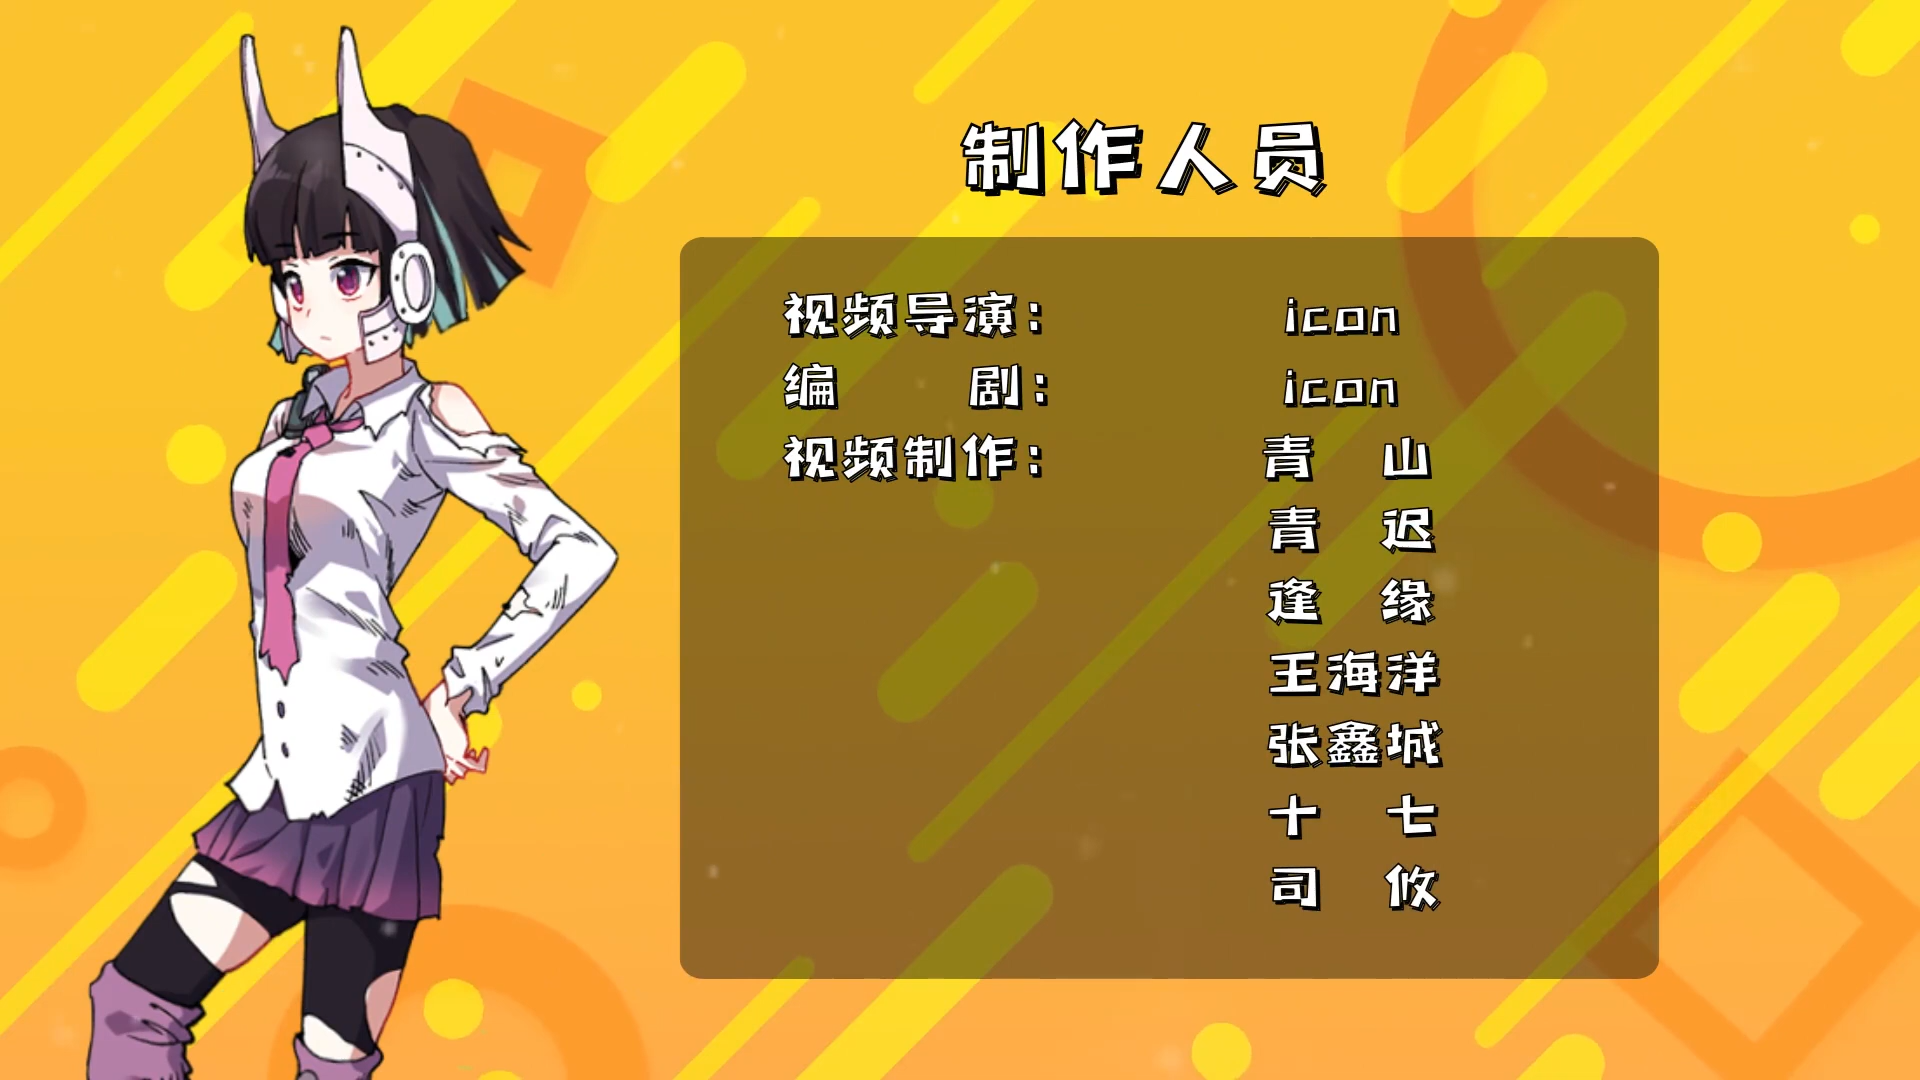 制作人员
视频导演： icon
编 剧： icon
视频制作： 青 山
青 迟
逢 缘
王海洋
张鑫城
十 七
司 攸